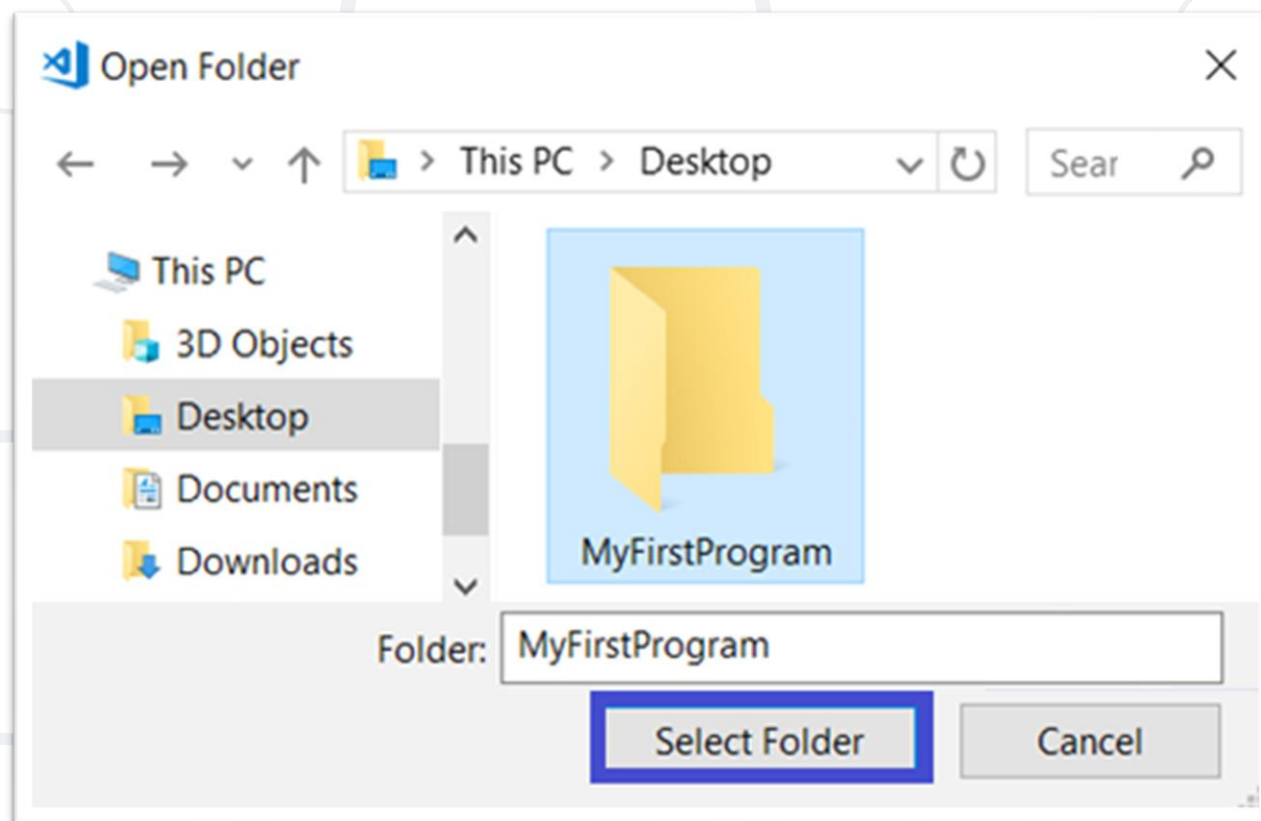 Open Folder
This PC > Desktop
Sear
This PC
3D Objects
Desktop
Documents
Downloads
MyFirstProgram
Folder: MyFirstProgram
Select Folder
Cancel